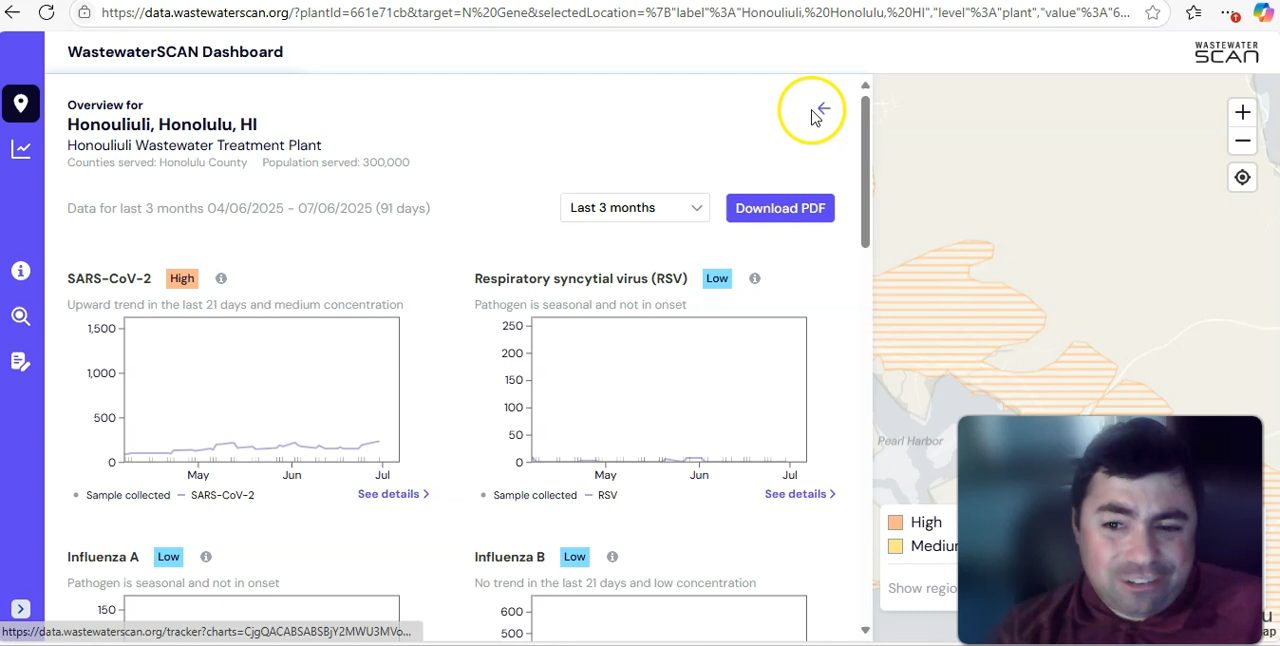 https://data.wastewaterscan.org/?plantId=661e71cb&target=N%20Gene&selectedLocation=%7B"label"%3A"Honouliuli,%20Honolulu,%20HI","level"%3A"plant","value"%3A"6...
WastewaterSCAN Dashboard
WASTEWATER
SCAN
Overview for
Honouliuli, Honolulu, HI
Honouliuli Wastewater Treatment Plant
Counties served: Honolulu County Population served: 300,000
Data for last 3 months 04/06/2025 - 07/06/2025 (91 days)
Last 3 months
Download PDF
SARS-CoV-2 High
Upward trend in the last 21 days and medium concentration
1,500
1,000
500
0
May Jun Jul
Sample collected SARS-CoV-2
See details
Respiratory syncytial virus (RSV) Low
Pathogen is seasonal and not in onset
250
200
150
100
50
0
May Jun Jul
Sample collected RSV
See details
Influenza A Low
Pathogen is seasonal and not in onset
150
Influenza B Low
No trend in the last 21 days and low concentration
600
500
Pearl Harbor
High
Medium
Show regio
https://data.wastewaterscan.org/tracker?charts=CjgQACABSABSBjY2MWU3MVo...